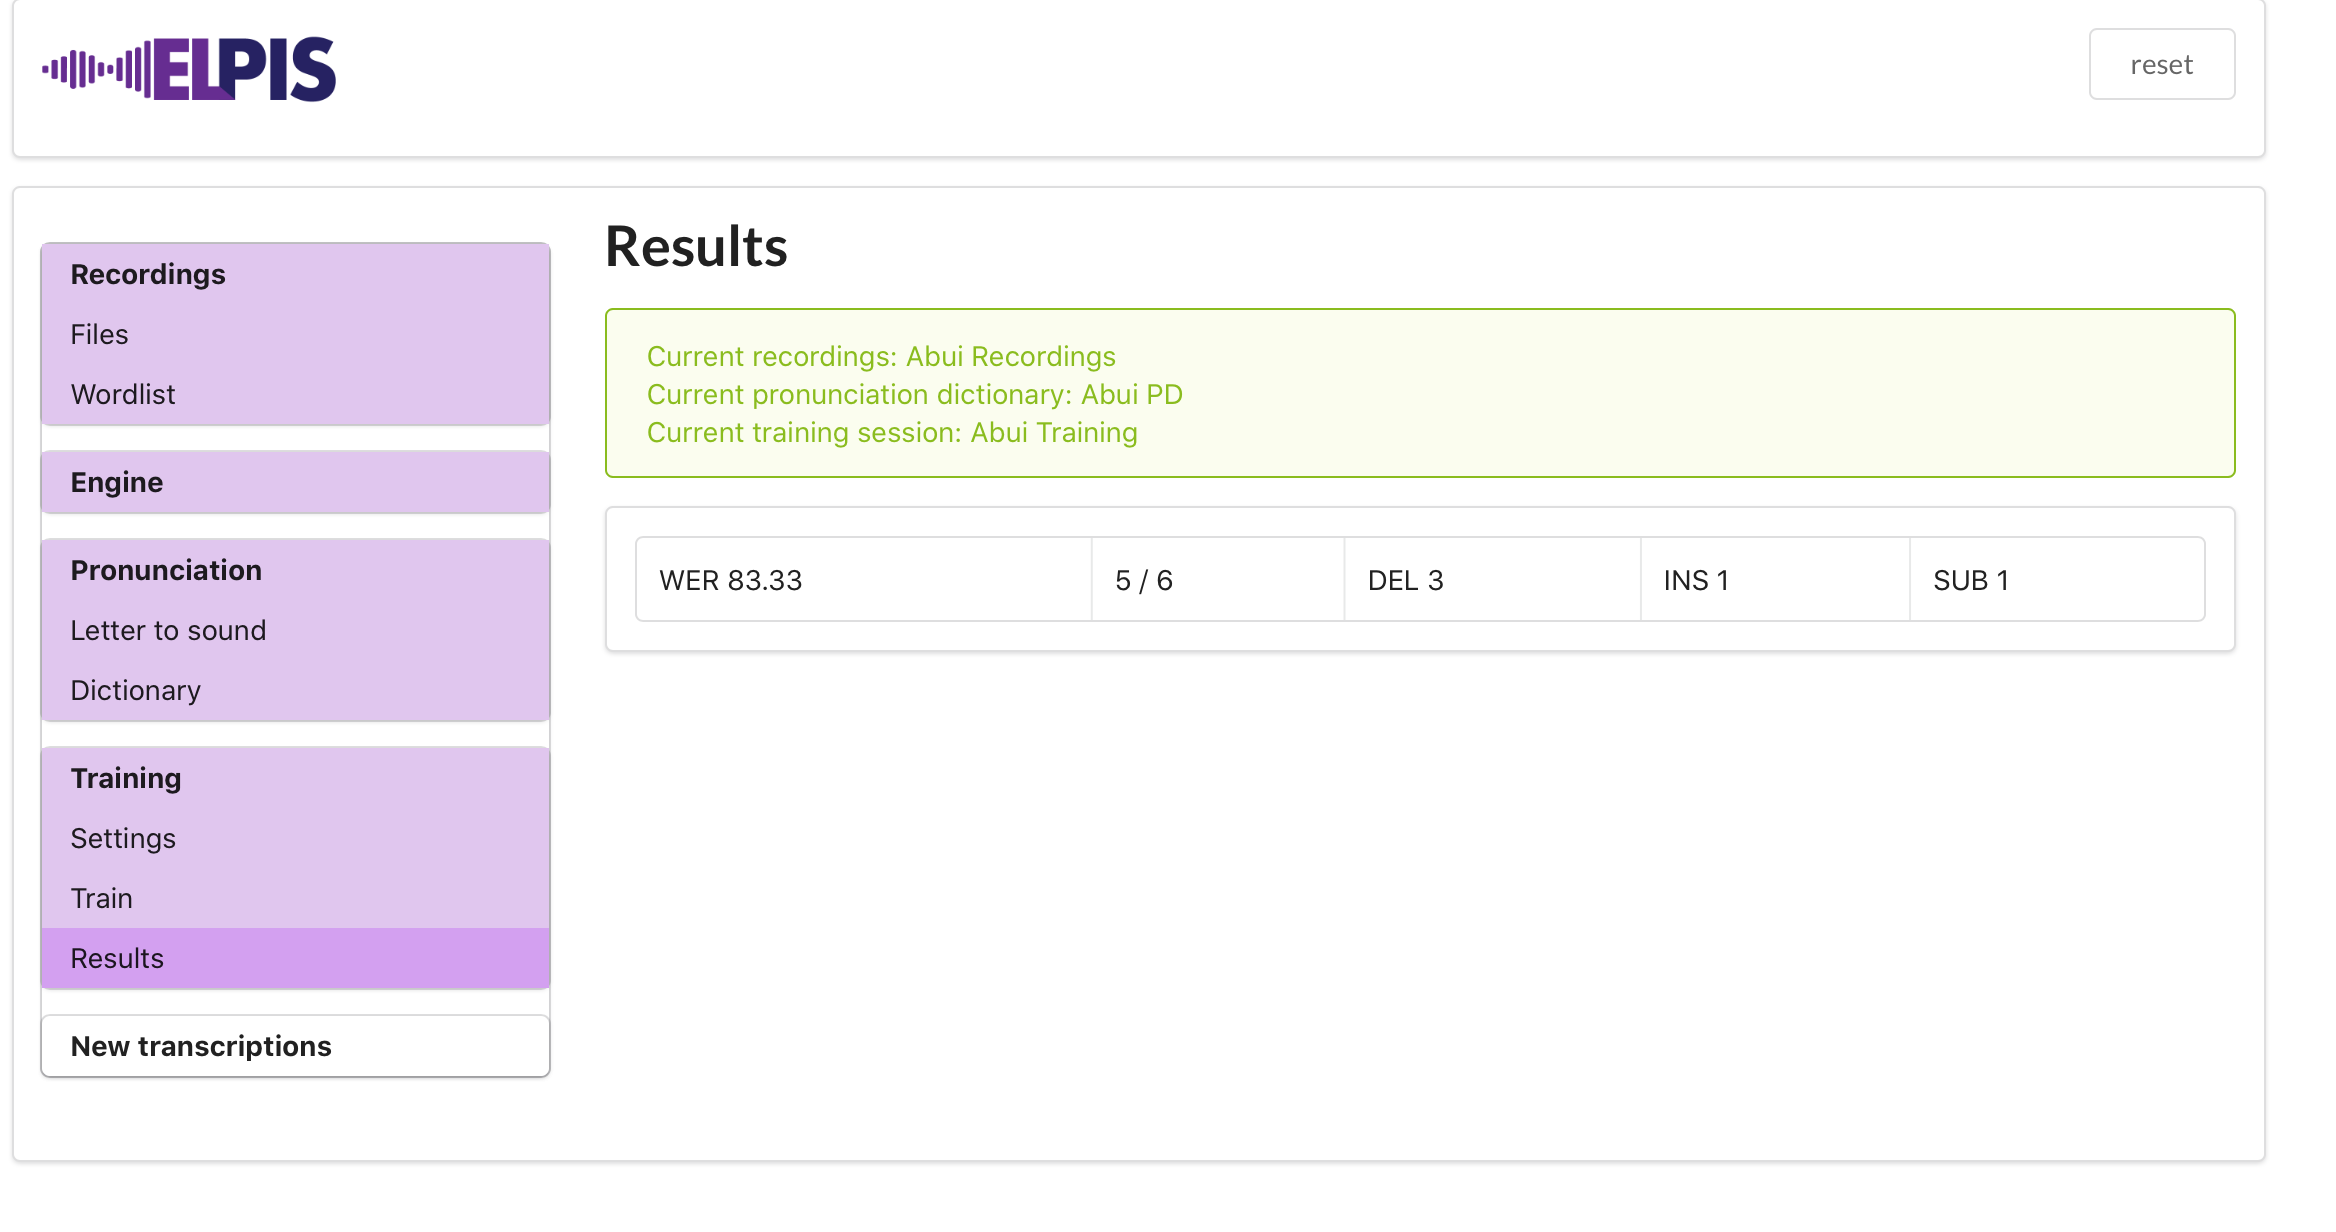 ELPIS
reset
Recordings
Files
Wordlist
Engine
Pronunciation
Letter to sound
Dictionary
Training
Settings
Train
Results
New transcriptions
Results
Current recordings: Abui Recordings
Current pronunciation dictionary: Abui PD
Current training session: Abui Training
WER 83.33 5 / 6 DEL 3 INS 1 SUB 1